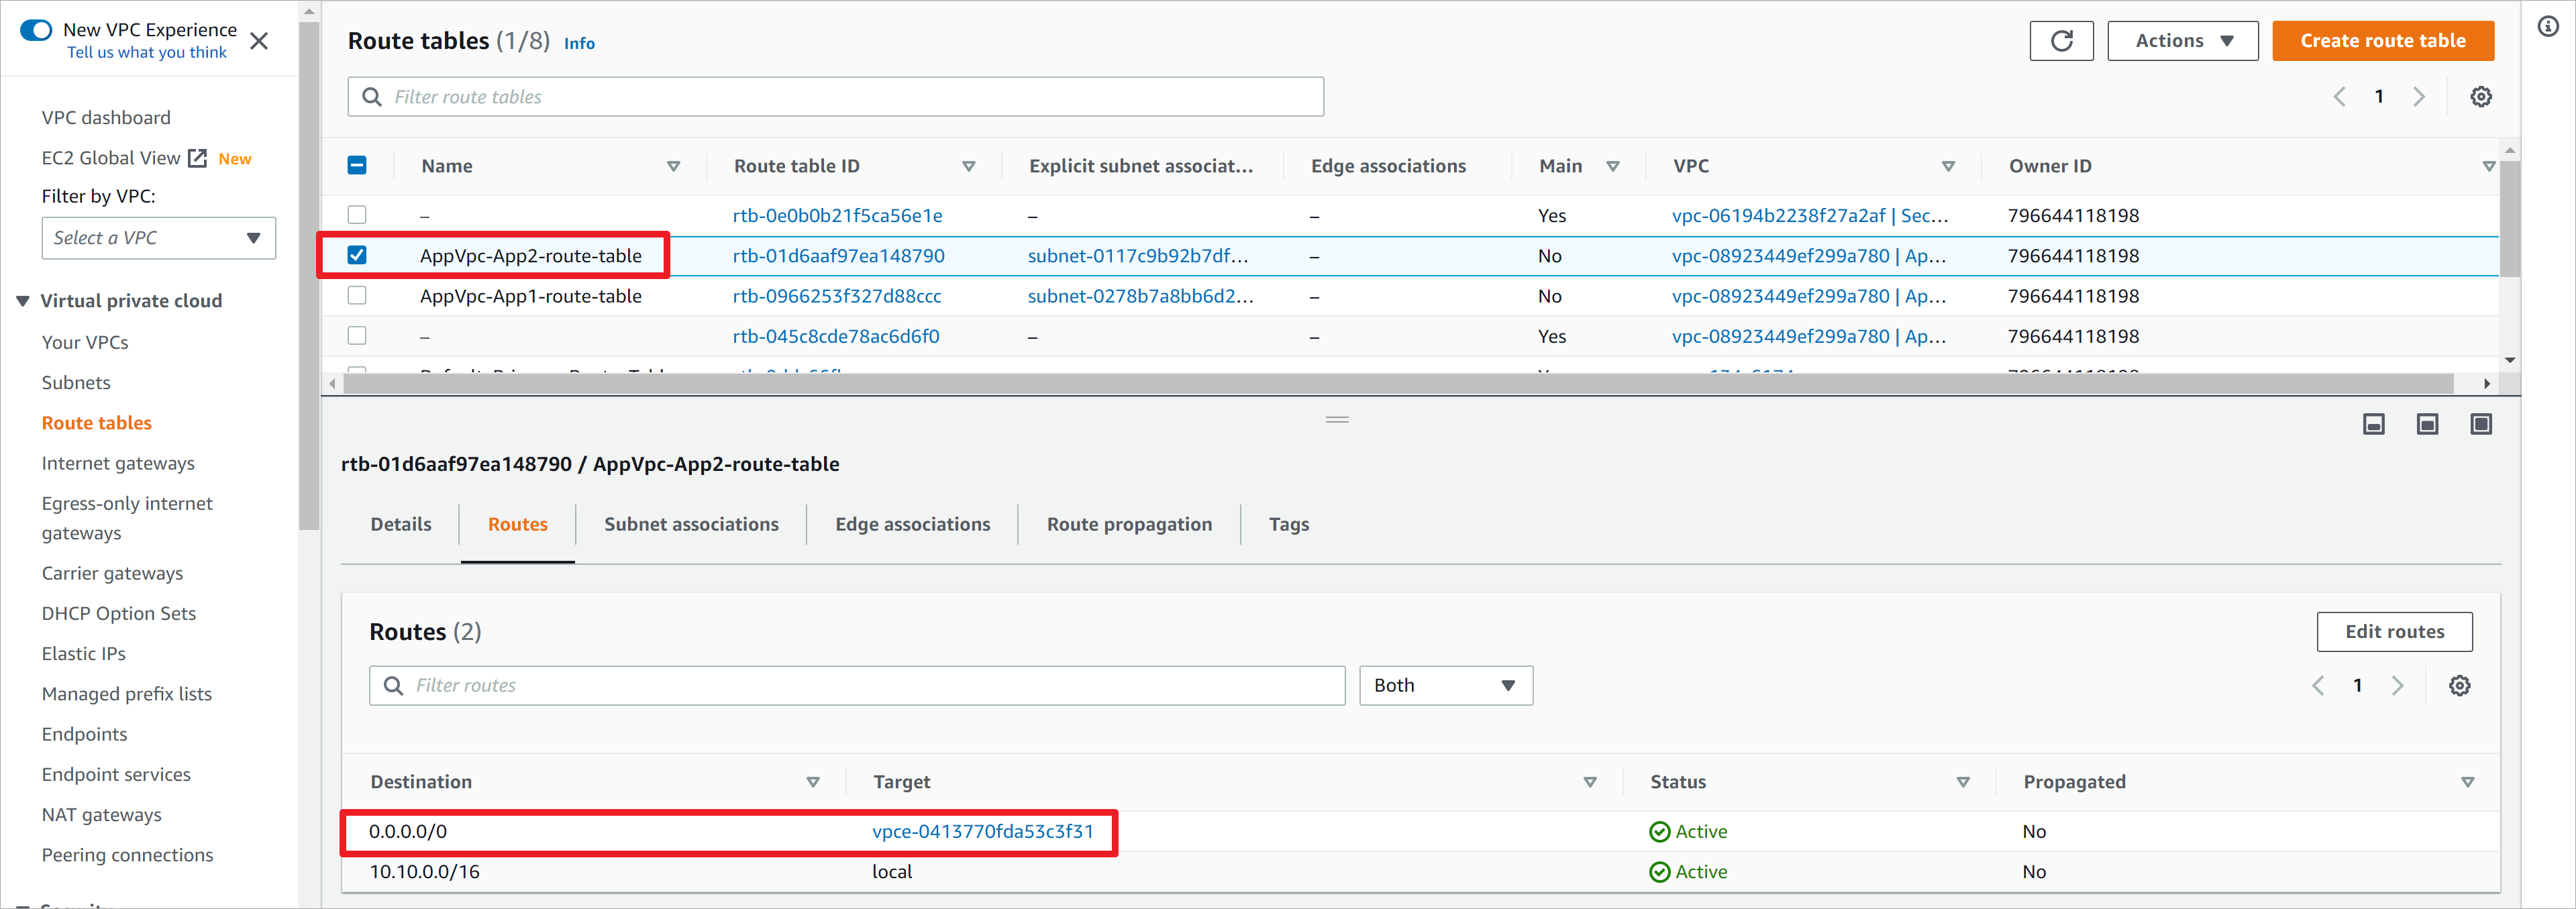 New VPC Experience
Tell us what you think
VPC dashboard
EC2 Global View New
Filter by VPC:
Select a VPC
Virtual private cloud
Your VPCs
Subnets
Route tables
Internet gateways
Egress-only internet
gateways
Carrier gateways
DHCP Option Sets
Elastic IPs
Managed prefix lists
Endpoints
Endpoint services
NAT gateways
Peering connections
Route tables (1/8) Info
Actions
Create route table
Filter route tables
1
Name Route table ID Explicit subnet associat... Edge associations Main VPC Owner ID
– rtb-0e0b0b21f5ca56e1e – – Yes vpc-06194b2238f27a2af | Sec... 796644118198
AppVpc-App2-route-table rtb-01d6aaf97ea148790 subnet-0117c9b92b7df... – No vpc-08923449ef299a780 | Ap... 796644118198
AppVpc-App1-route-table rtb-0966253f327d88ccc subnet-0278b7a8bb6d2... – No vpc-08923449ef299a780 | Ap... 796644118198
– rtb-045c8cde78ac6d6f0 – – Yes vpc-08923449ef299a780 | Ap... 796644118198
rtb-01d6aaf97ea148790 / AppVpc-App2-route-table
Details Routes Subnet associations Edge associations Route propagation Tags
Routes (2)
Edit routes
Filter routes
Both
1
Destination Target Status Propagated
0.0.0.0/0 vpce-0413770fda53c3f31 Active No
10.10.0.0/16 local Active No